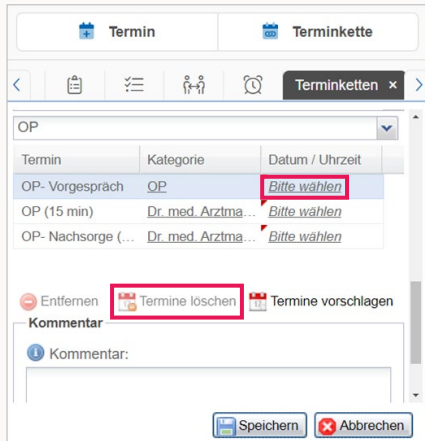 Termin Terminkette
Terminketten ×
OP
Termin Kategorie Datum / Uhrzeit
OP- Vorgespräch OP Bitte wählen
OP (15 min) Dr. med. Arztma... Bitte wählen
OP- Nachsorge (... Dr. med. Arztma... Bitte wählen
Entfernen Termine löschen Termine vorschlagen
Kommentar
Kommentar:
Speichern Abbrechen